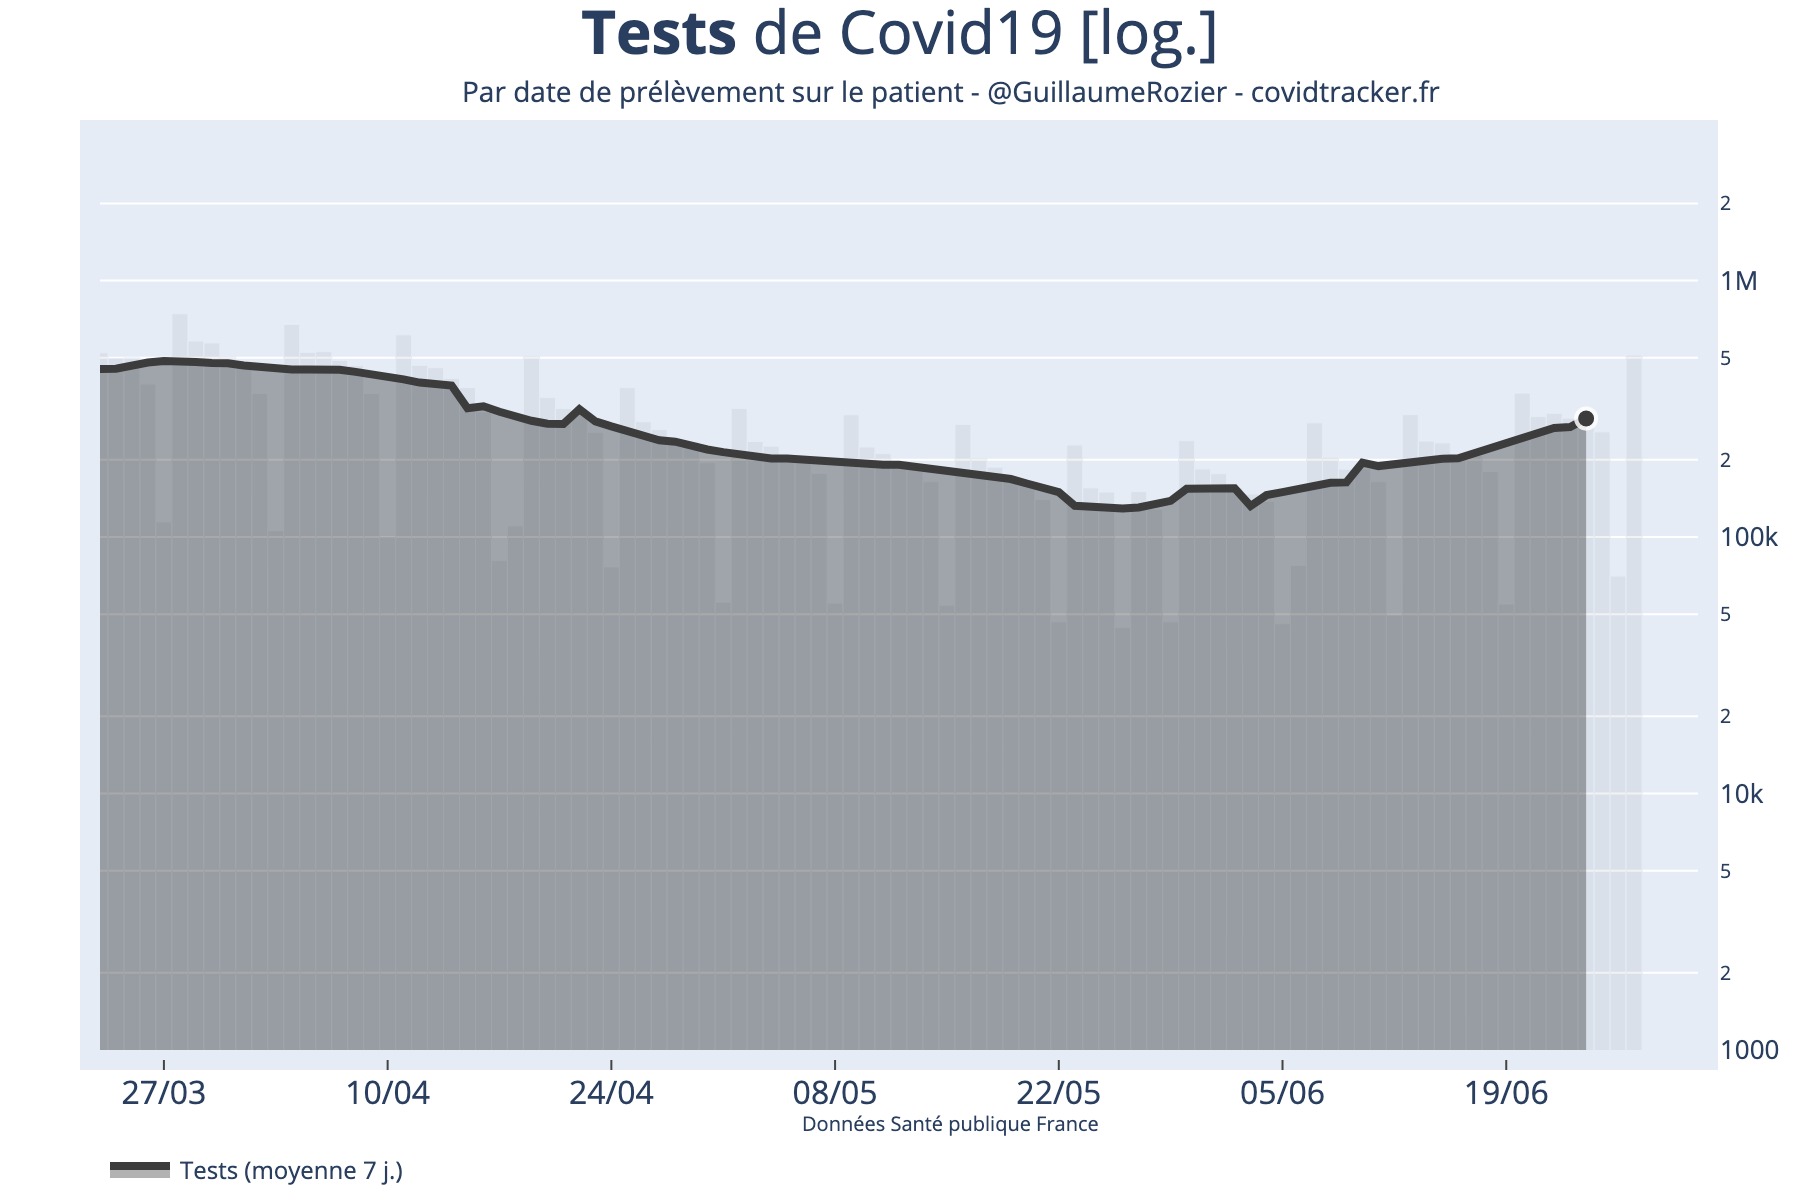 Tests de Covid19 [log.]
Par date de prélèvement sur le patient - @GuillaumeRozier - covidtracker.fr
2
1M
5
2
100k
5
2
10k
5
2
1000
27/03 10/04 24/04 08/05 22/05 05/06 19/06
Données Santé publique France
Tests (moyenne 7 j.)